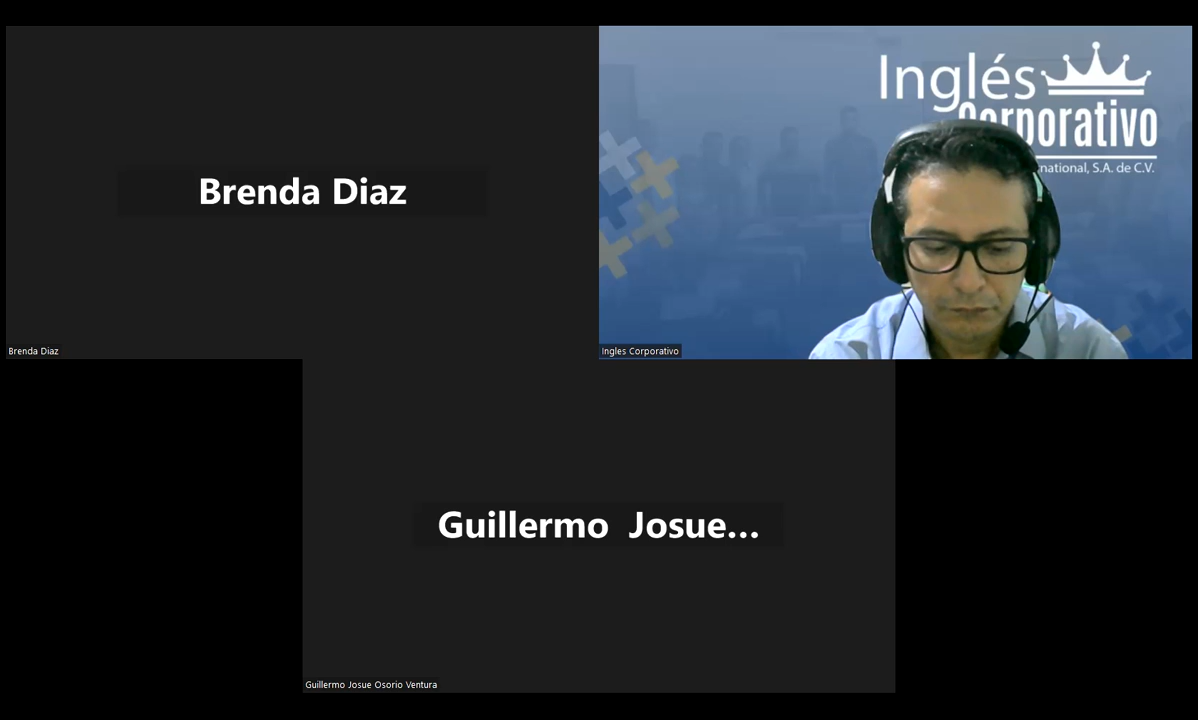 Brenda Diaz
Brenda Diaz
Inglés
Corporativo
national, S.A. de C.V.
Ingles Corporativo
Guillermo Josue...
Guillermo Josue Osorio Ventura